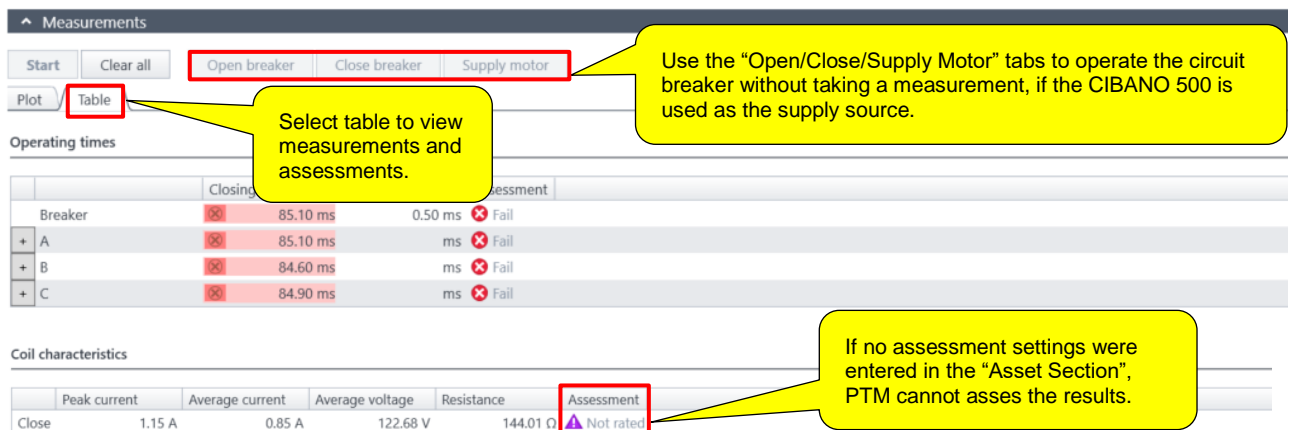 Measurements
Start Clear all Open breaker Close breaker Supply motor
Use the “Open/Close/Supply Motor” tabs to operate the circuit
breaker without taking a measurement, if the CIBANO 500 is
used as the supply source.
Plot Table
Select table to view
measurements and
assessments.
Operating times
Closing
Breaker 85.10 ms 0.50 ms Fail
+ A 85.10 ms ms Fail
+ B 84.60 ms ms Fail
+ C 84.90 ms ms Fail
If no assessment settings were
entered in the “Asset Section”,
PTM cannot asses the results.
Coil characteristics
Peak current Average current Average voltage Resistance Assessment
Close 1.15 A 0.85 A 122.68 V 144.01 Ω Not rated